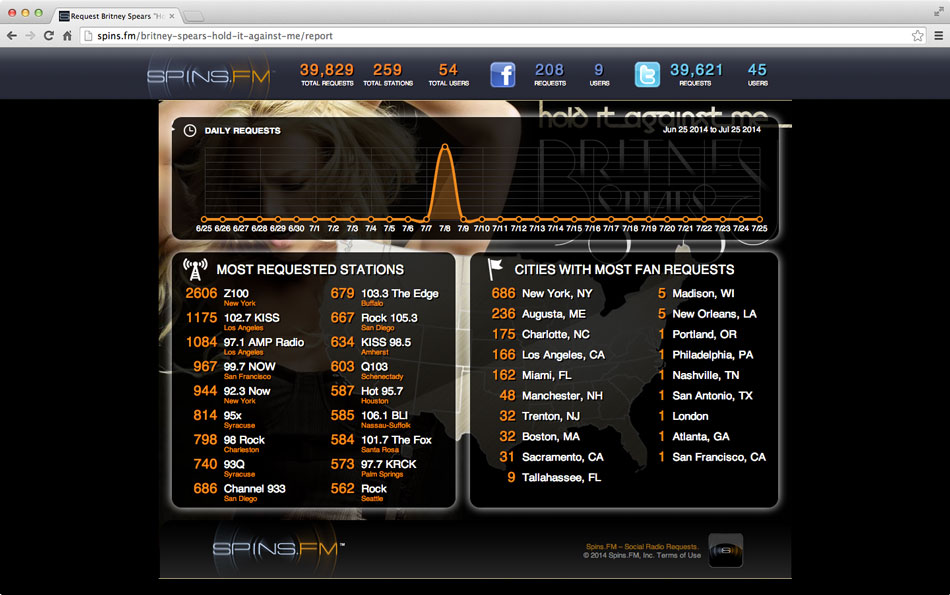 Request Britney Spears "Ho
spins.fm/britney-spears-hold-it-against-me/report
SPINS.FM
39,829 TOTAL REQUESTS
259 TOTAL STATIONS
54 TOTAL USERS
208 REQUESTS
9 USERS
39,621 REQUESTS
45 USERS
hold it against me
BRITNEY
SPEARS
DAILY REQUESTS
Jun 25 2014 to Jul 25 2014
6/25 6/26 6/27 6/28 6/29 6/30 7/1 7/2 7/3 7/4 7/5 7/6 7/7 7/8 7/9 7/10 7/11 7/12 7/13 7/14 7/15 7/16 7/17 7/18 7/19 7/20 7/21 7/22 7/23 7/24 7/25
MOST REQUESTED STATIONS
2606 Z100
New York
1175 102.7 KISS
Los Angeles
1084 97.1 AMP Radio
Los Angeles
967 99.7 NOW
San Francisco
944 92.3 Now
New York
814 95x
Syracuse
798 98 Rock
Charleston
740 93Q
Syracuse
686 Channel 933
San Diego
679 103.3 The Edge
Buffalo
667 Rock 105.3
San Diego
634 KISS 98.5
Amherst
603 Q103
Schenectady
587 Hot 95.7
Houston
585 106.1 BLI
Nassau-Suffolk
584 101.7 The Fox
Santa Rosa
573 97.7 KRCK
Palm Springs
562 Rock
Seattle
CITIES WITH MOST FAN REQUESTS
686 New York, NY
236 Augusta, ME
175 Charlotte, NC
166 Los Angeles, CA
162 Miami, FL
48 Manchester, NH
32 Trenton, NJ
32 Boston, MA
31 Sacramento, CA
9 Tallahassee, FL
5 Madison, WI
5 New Orleans, LA
1 Portland, OR
1 Philadelphia, PA
1 Nashville, TN
1 San Antonio, TX
1 London
1 Atlanta, GA
1 San Francisco, CA
SPINS.FM™
Spins.FM – Social Radio Requests.
© 2014 Spins.FM, Inc. Terms of Use